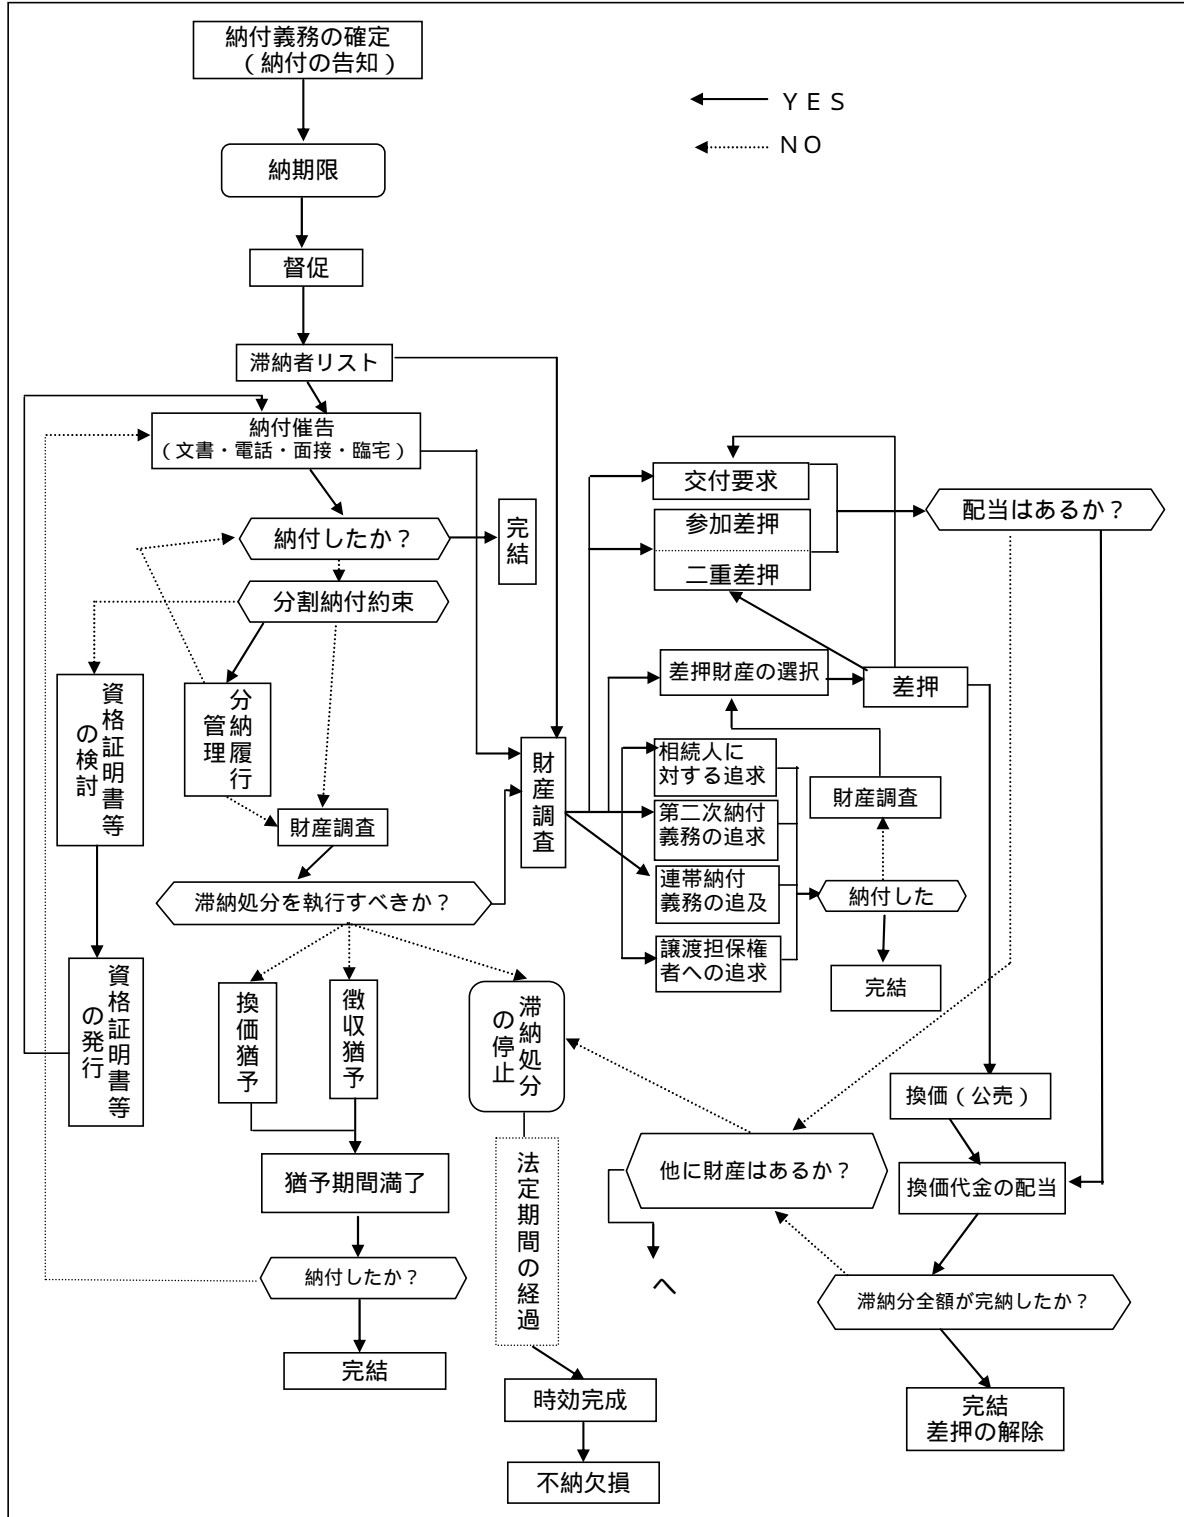 納付義務の確定
（納付の告知）
ＹＥＳ
ＮＯ
納期限
督促
滞納者リスト
納付催告
（文書・電話・面接・臨宅）
納付したか？
完結
分割納付約束
資格証明書等
の検討
分納履行
管理
財産調査
滞納処分を執行すべきか？
資格証明書等
の発行
換価猶予
徴収猶予
滞納処分
の停止
猶予期間満了
納付したか？
完結
法定期間の経過
時効完成
不納欠損
財産調査
交付要求
参加差押
二重差押
配当はあるか？
差押財産の選択
差押
相続人に
対する追求
第二次納付
義務の追求
連帯納付
義務の追及
譲渡担保権
者への追求
財産調査
納付した
完結
換価（公売）
他に財産はあるか？
換価代金の配当
へ
滞納分全額が完納したか？
完結
差押の解除